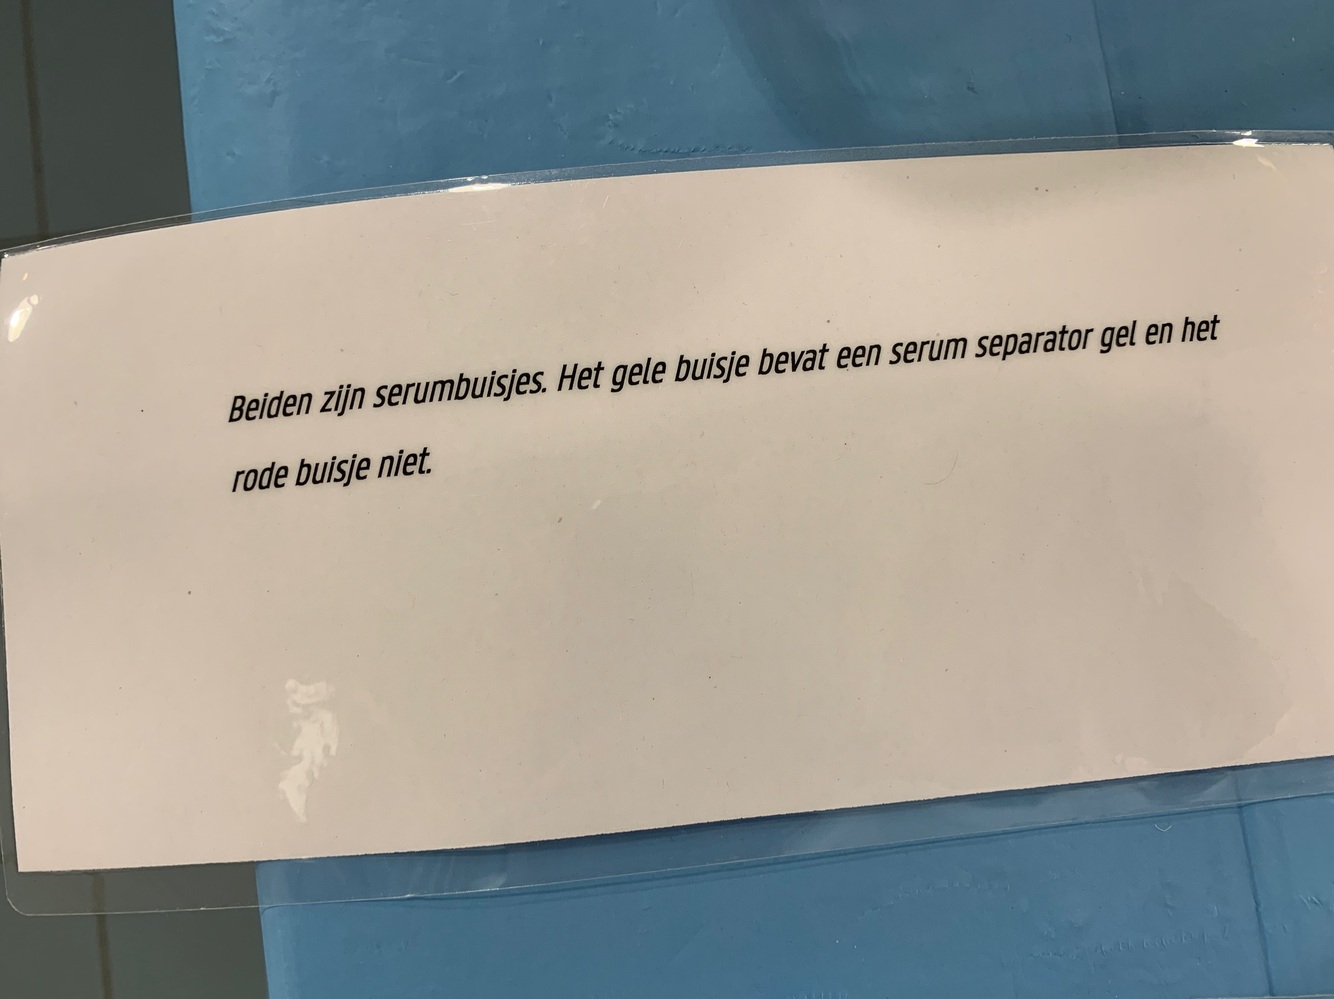 Beiden zijn serumbuisjes. Het gele buisje bevat een serum separator gel en het
rode buisje niet.